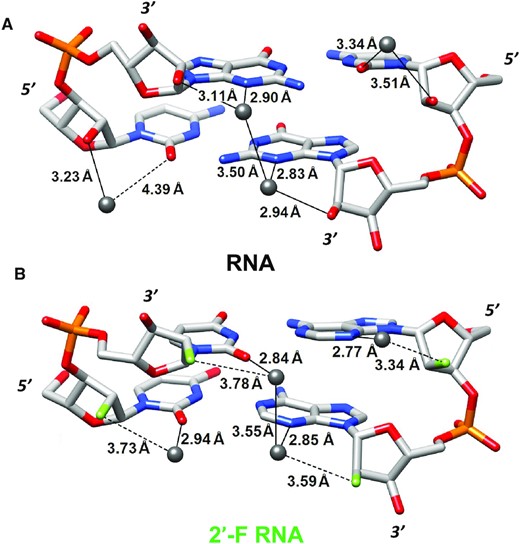 A
3′
3.34 Å
5′
3.51 Å
5′
3.11 Å
2.90 Å
3.23 Å
4.39 Å
3.50 Å
2.83 Å
2.94 Å
3′
RNA
B
3′
5′
2.84 Å
2.77 Å
3.34 Å
5′
3.78 Å
3.73 Å
2.94 Å
3.55 Å
2.85 Å
3.59 Å
3′
2′-F RNA